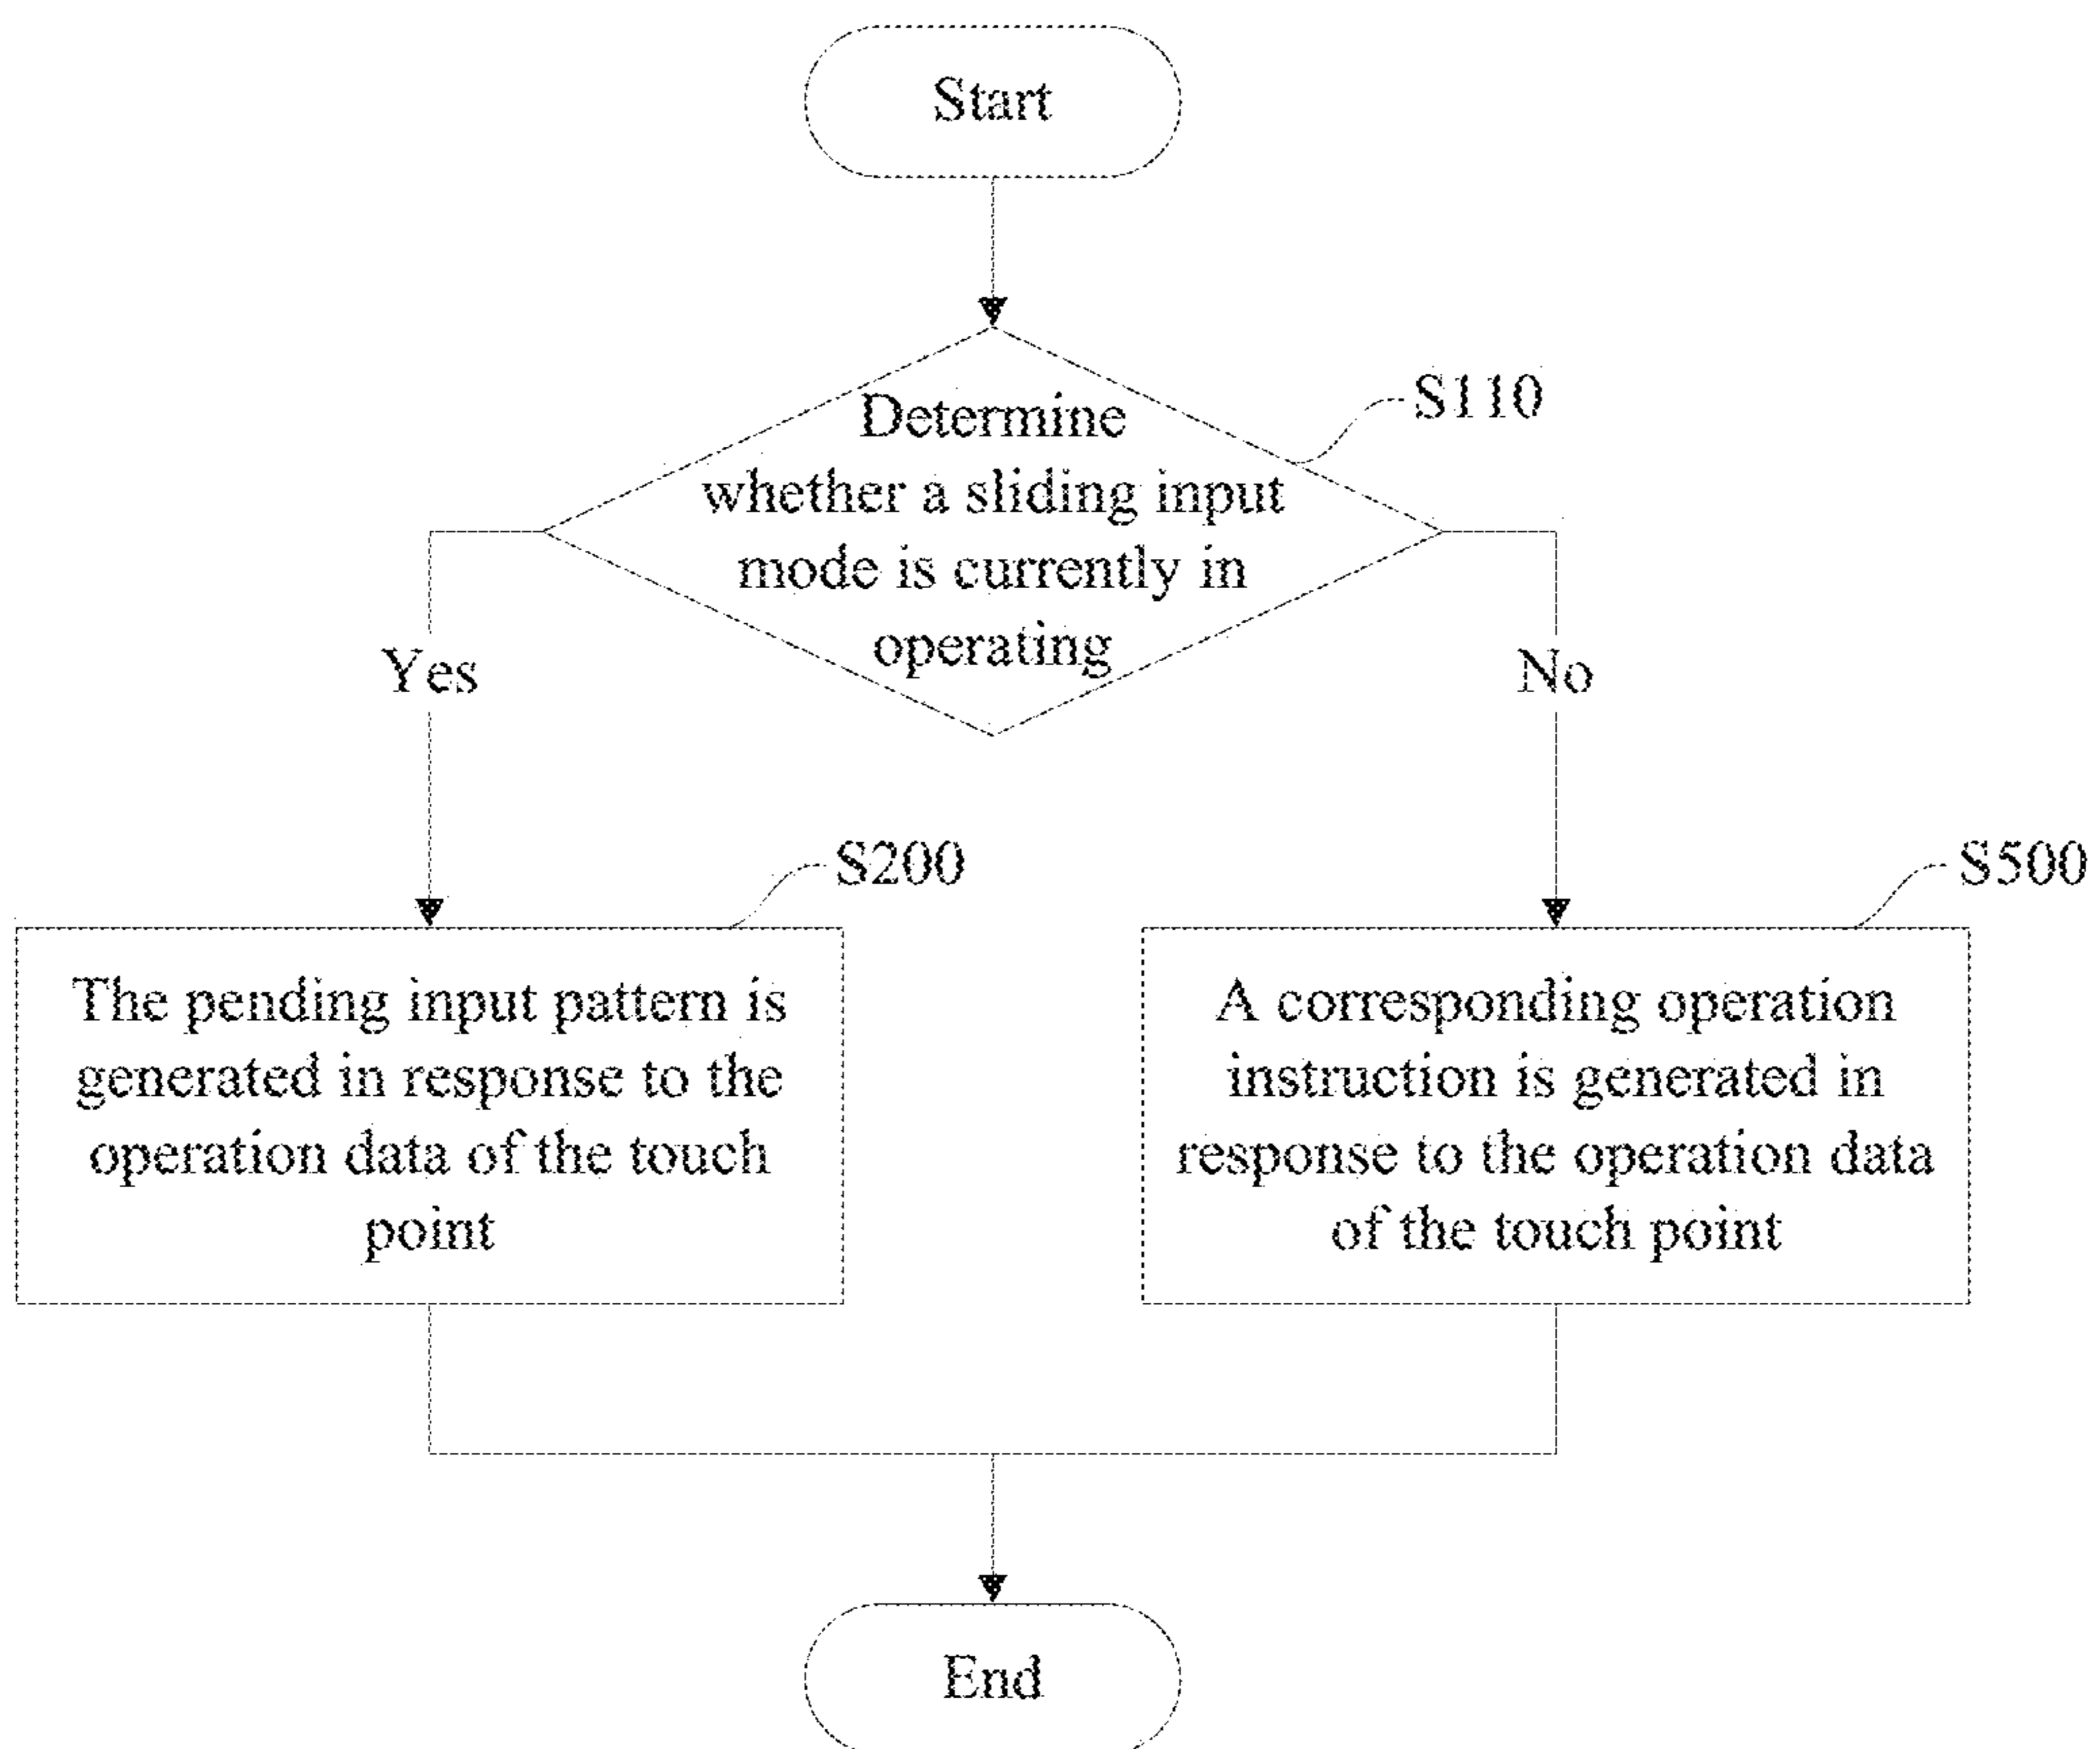 Start
Determine
whether a sliding input
mode is currently in
operating
S110
Yes
No
S200
The pending input pattern is
generated in response to the
operation data of the touch
point
S500
A corresponding operation
instruction is generated in
response to the operation data
of the touch point
End